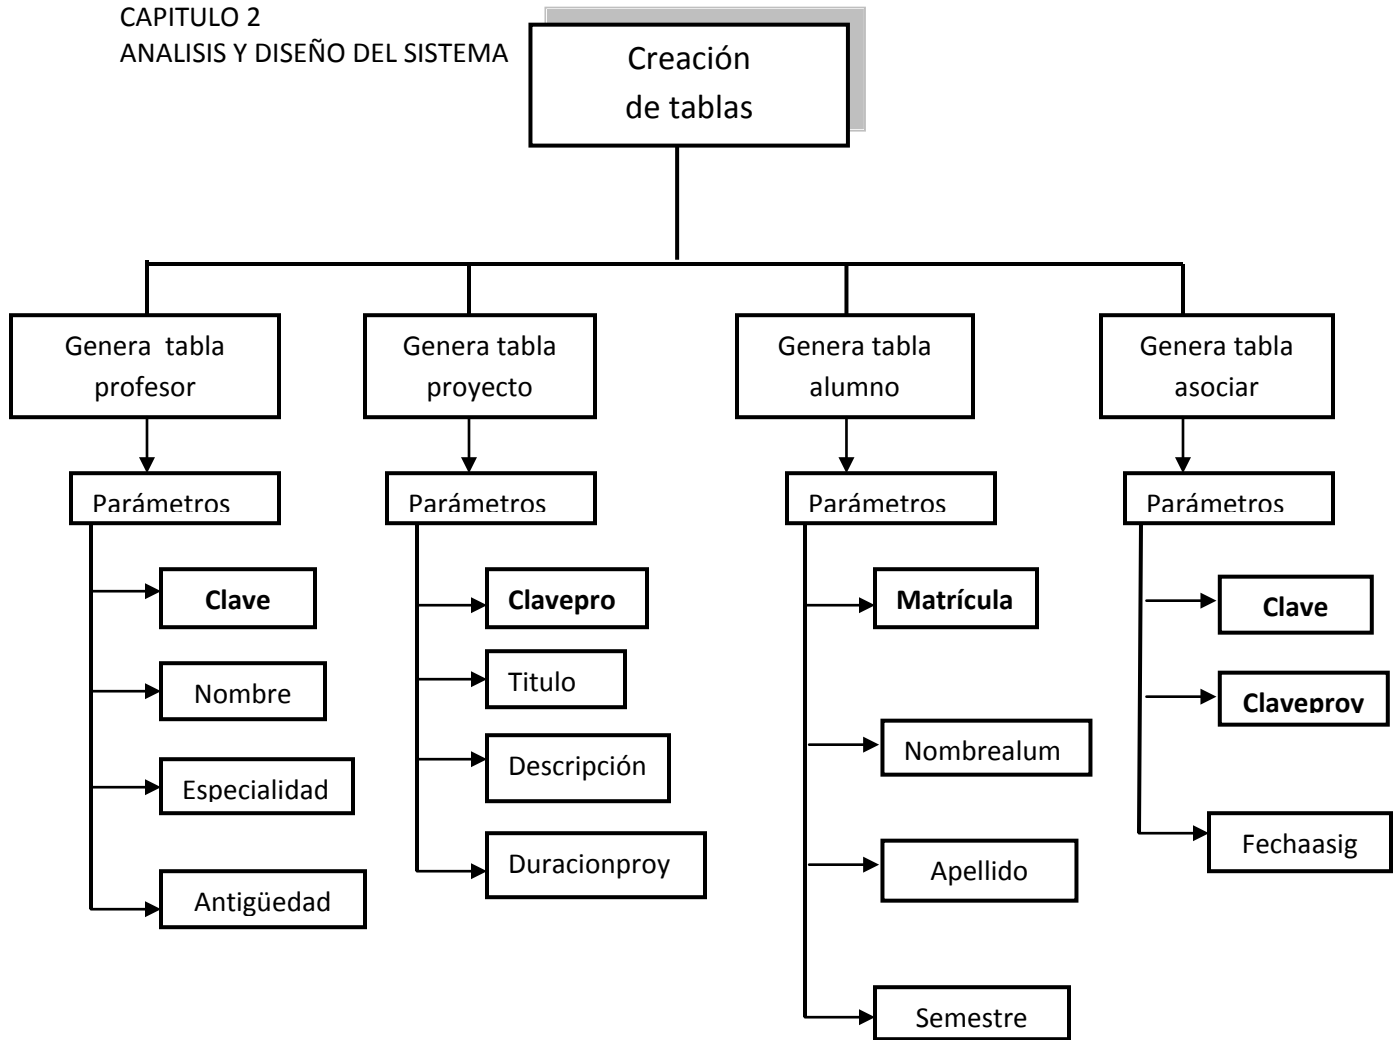 CAPITULO 2
ANALISIS Y DISEÑO DEL SISTEMA
Creación
de tablas
Genera tabla
profesor
Genera tabla
proyecto
Genera tabla
alumno
Genera tabla
asociar
Parámetros
Parámetros
Parámetros
Parámetros
Clave
Nombre
Especialidad
Antigüedad
Clavepro
Titulo
Descripción
Duracionproy
Matrícula
Nombrealum
Apellido
Semestre
Clave
Claveproy
Fechaasig